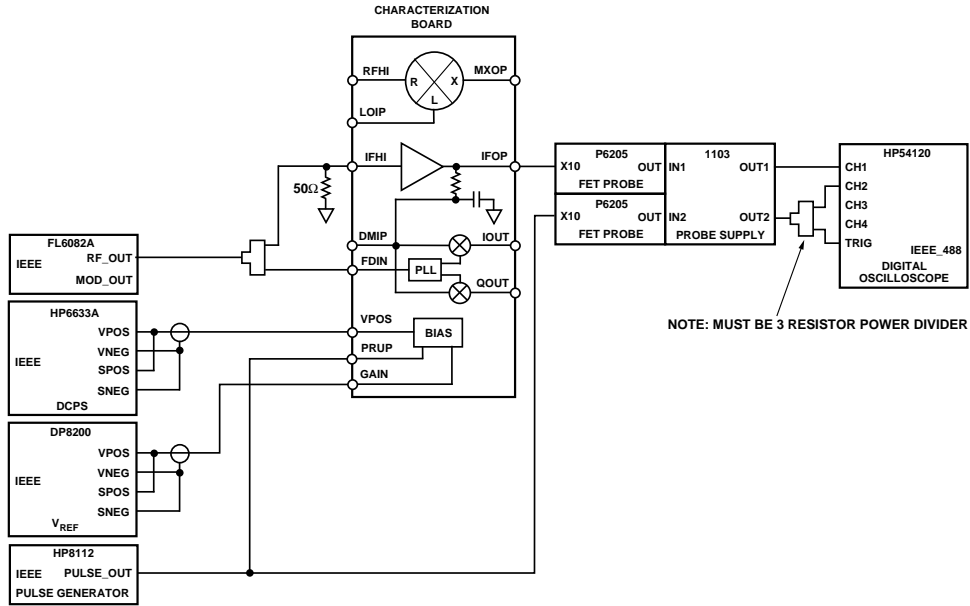 CHARACTERIZATION
BOARD
RFHI
R
X
L
MXOP
LOIP
IFHI
IFOP
50Ω
DMIP
IOUT
FDIN
PLL
QOUT
VPOS
BIAS
PRUP
GAIN
FL6082A
IEEE
RF_OUT
MOD_OUT
HP6633A
VPOS
VNEG
IEEE
SPOS
SNEG
DCPS
DP8200
VPOS
VNEG
IEEE
SPOS
SNEG
VREF
HP8112
IEEE
PULSE_OUT
PULSE GENERATOR
P6205
X10
OUT
FET PROBE
P6205
X10
OUT
FET PROBE
1103
IN1
OUT1
IN2
OUT2
PROBE SUPPLY
HP54120
CH1
CH2
CH3
CH4
TRIG
IEEE_488
DIGITAL
OSCILLOSCOPE
NOTE: MUST BE 3 RESISTOR POWER DIVIDER